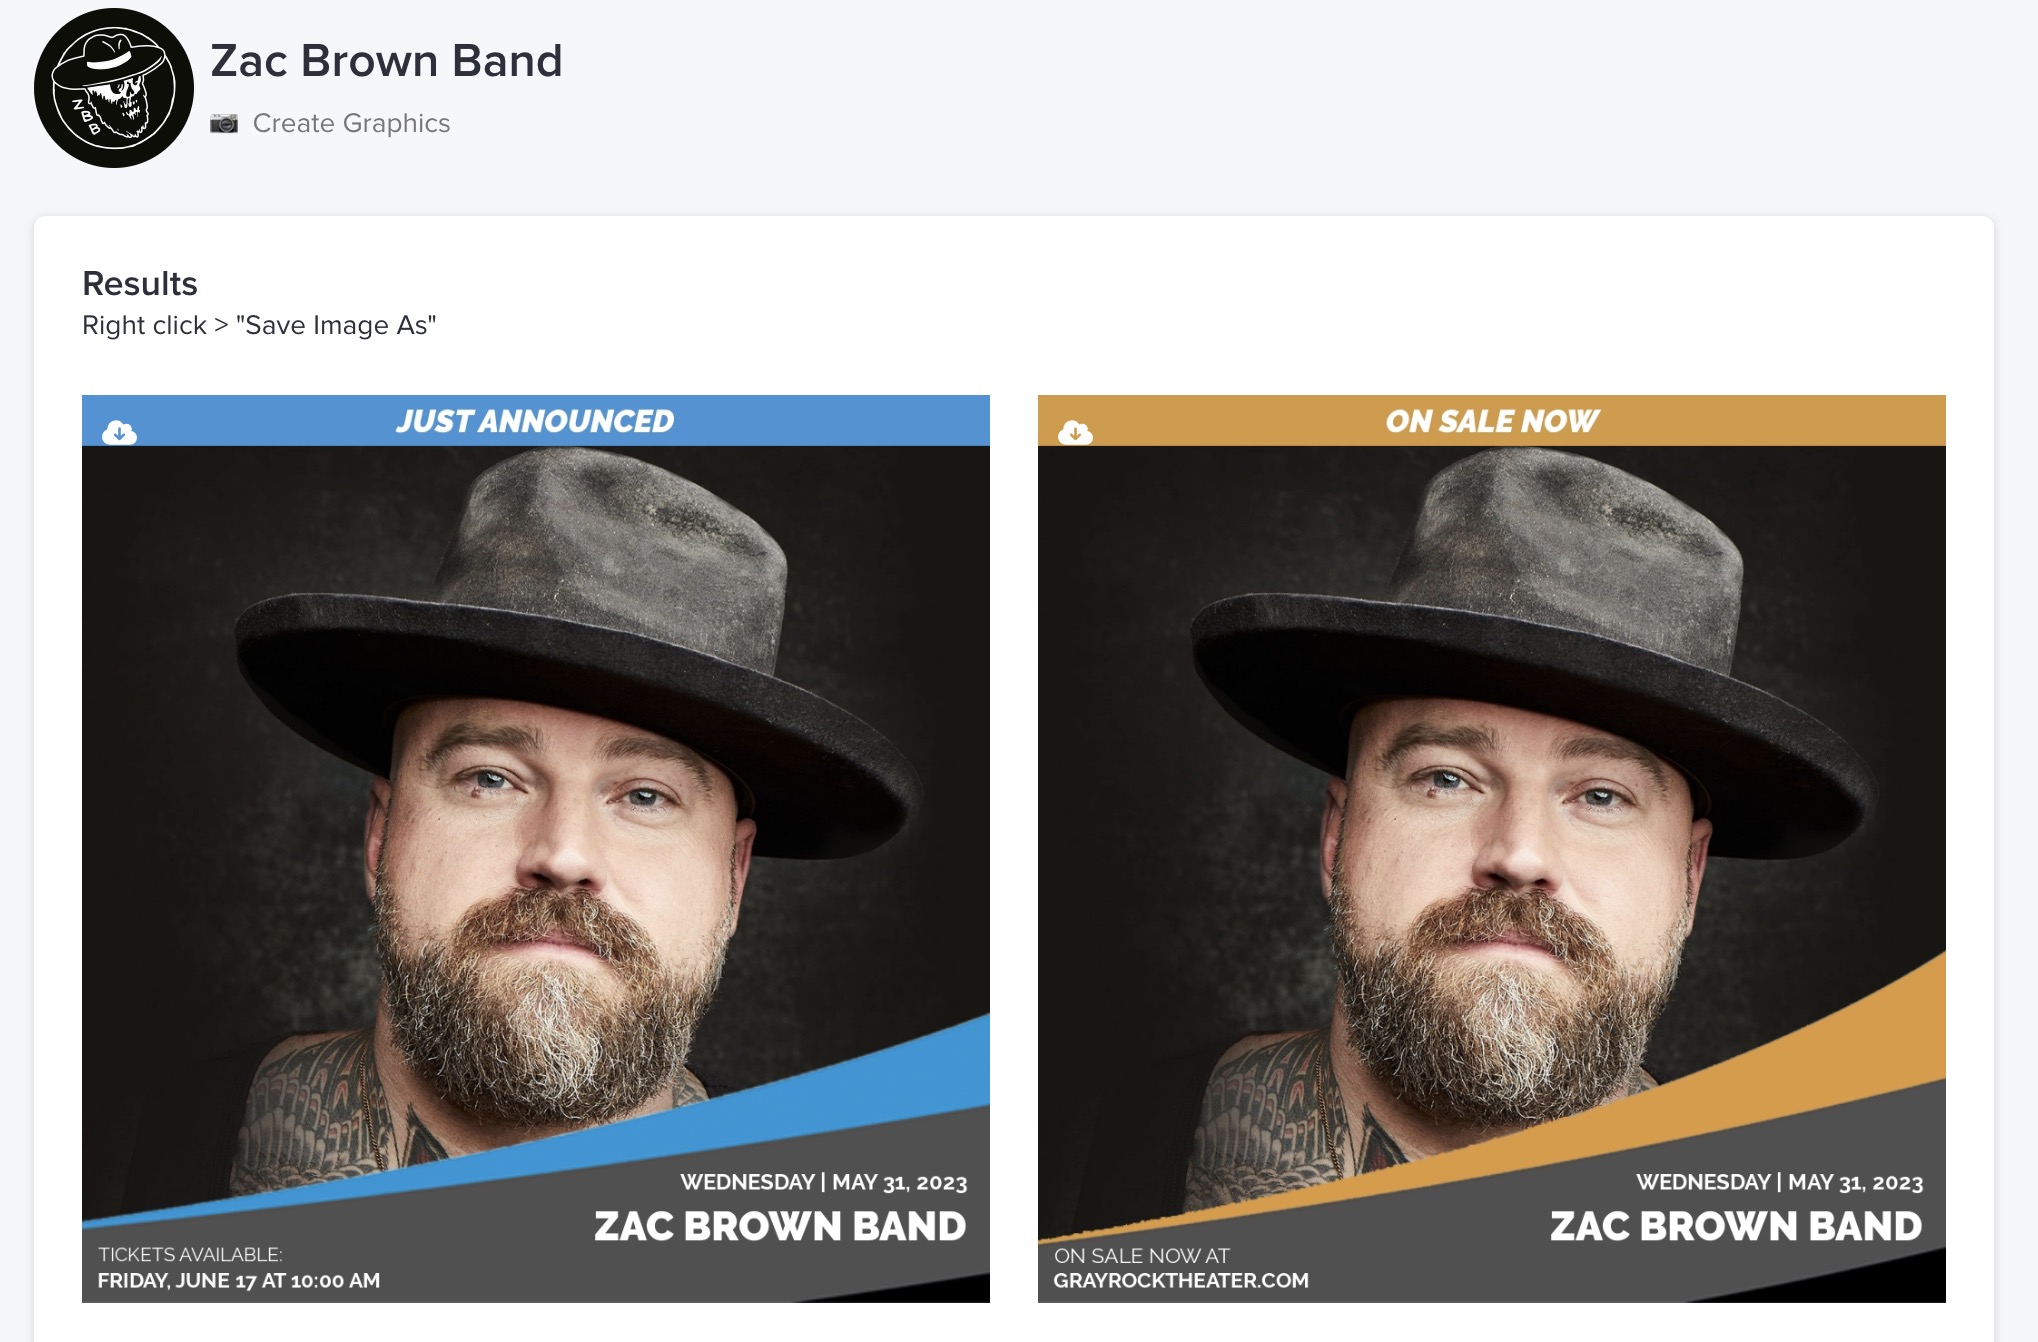 ZBB
Zac Brown Band
Create Graphics
Results
Right click > "Save Image As"
JUST ANNOUNCED
WEDNESDAY | MAY 31, 2023
ZAC BROWN BAND
TICKETS AVAILABLE:
FRIDAY, JUNE 17 AT 10:00 AM
ON SALE NOW
WEDNESDAY | MAY 31, 2023
ZAC BROWN BAND
ON SALE NOW AT
GRAYROCKTHEATER.COM